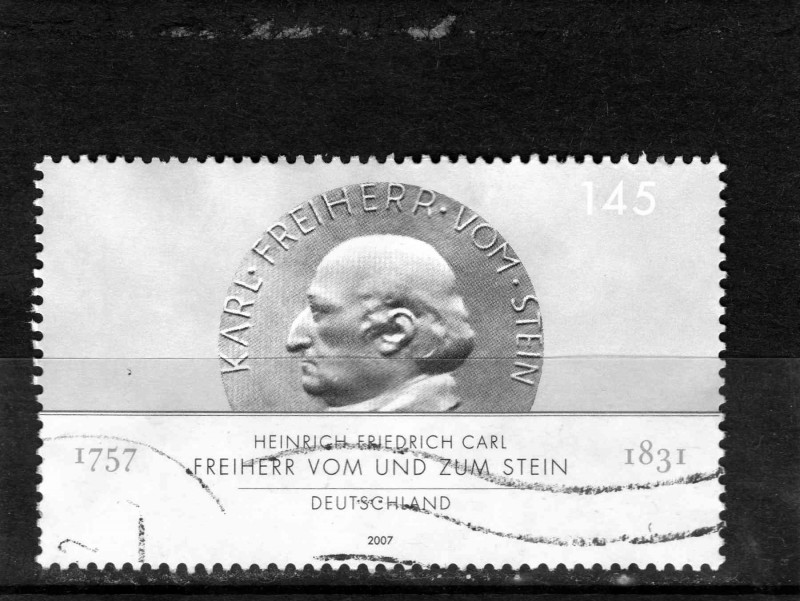 145
KARL·FREIHERR·VOM·STEIN
HEINRICH FRIEDRICH CARL
1757 FREIHERR VOM UND ZUM STEIN 1831
DEUTSCHLAND
2007